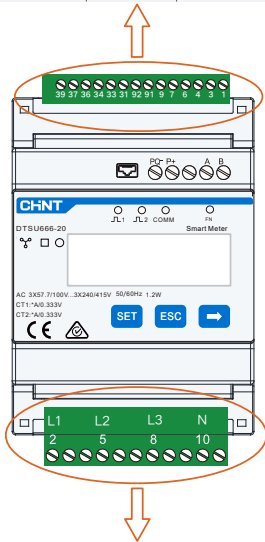 39 37 36 34 33 31 92 91 9 7 6 4 3 1
PO- P+ A B
CHNT
1 2 COMM FN
DTSU666-20 Smart Meter
AC 3X57.7/100V...3X240/415V 50/60Hz 1.2W
CT1:*A/0.333V
CT2:*A/0.333V
SET ESC
CE
L1 L2 L3 N
2 5 8 10